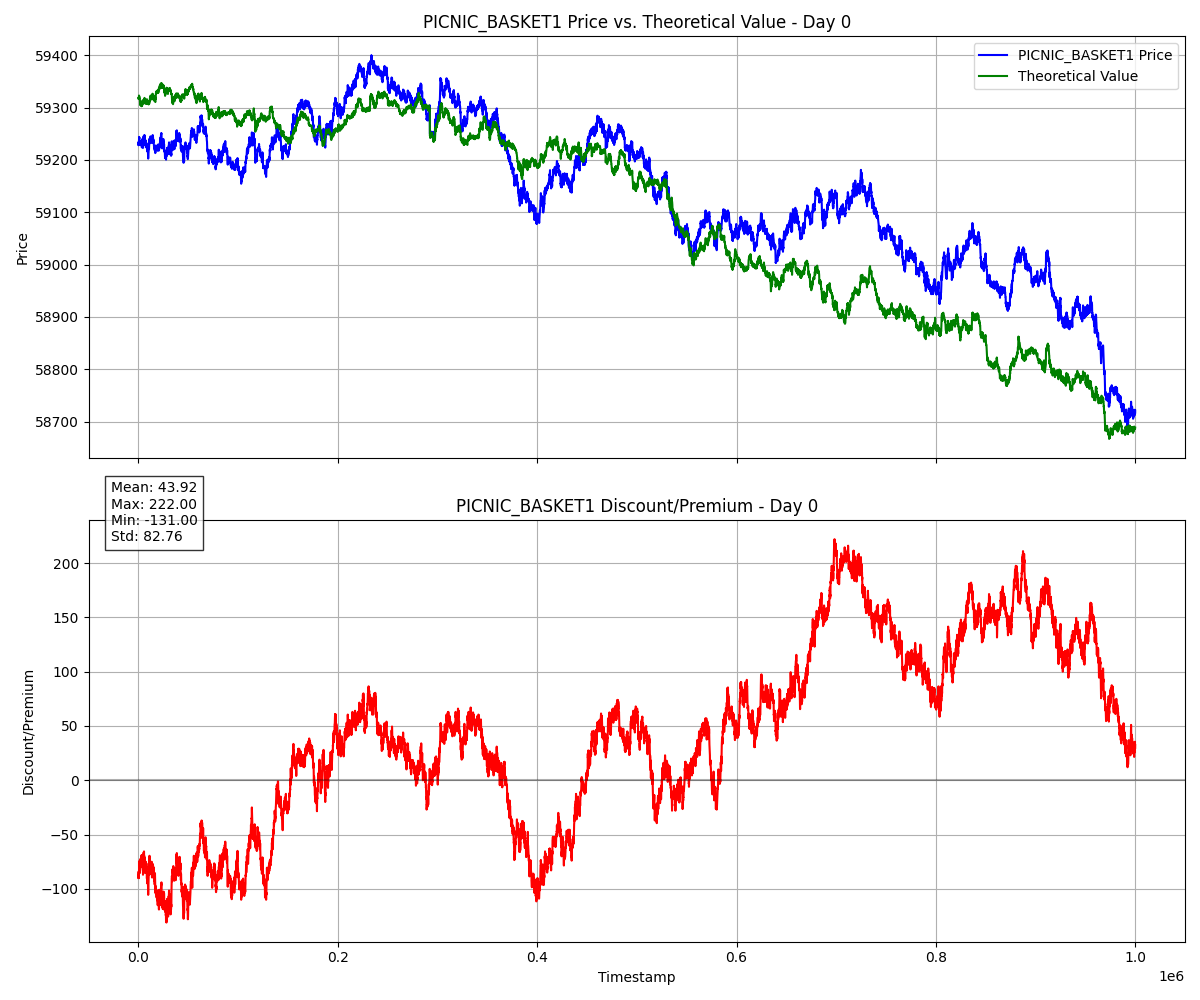 PICNIC_BASKET1 Price vs. Theoretical Value - Day 0
PICNIC_BASKET1 Price
Theoretical Value
59400
59300
59200
59100
59000
58900
58800
58700
Price
Mean: 43.92
Max: 222.00
Min: -131.00
Std: 82.76
PICNIC_BASKET1 Discount/Premium - Day 0
200
150
100
50
0
−50
−100
Discount/Premium
0.0 0.2 0.4 0.6 0.8 1.0
Timestamp
1e6